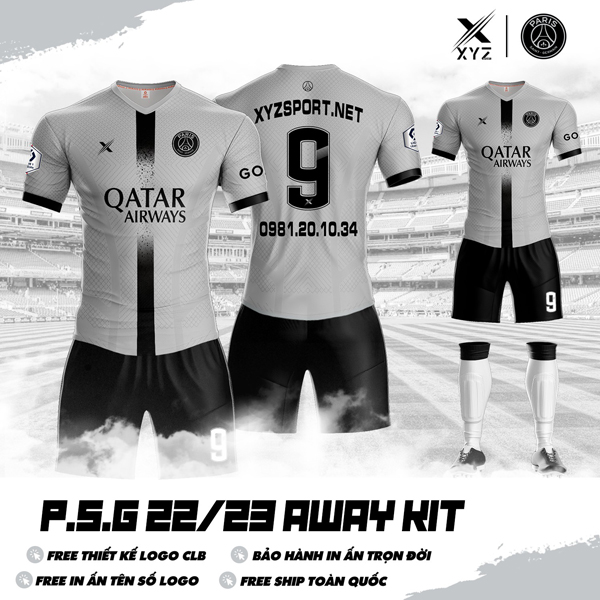 XYZ
PARIS
XYZSPORT.NET
9
0981.20.10.34
GO
QATAR
AIRWAYS
GO
QATAR
AIRWAYS
9
9
P.S.G 22/23 AWAY KIT
FREE THIẾT KẾ LOGO CLB
BẢO HÀNH IN ẤN TRỌN ĐỜI
FREE IN ẤN TÊN SỐ LOGO
FREE SHIP TOÀN QUỐC